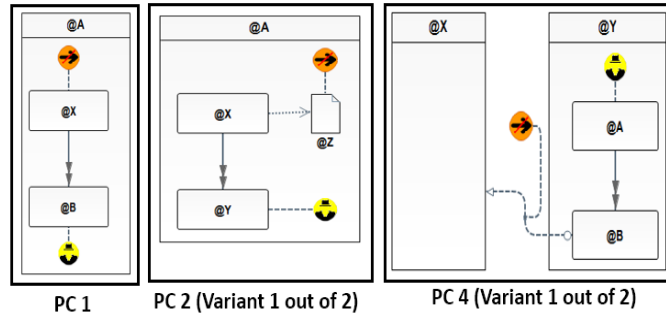 @A
@X
@B
PC 1
@A
@X
@Z
@Y
PC 2 (Variant 1 out of 2)
@X
@Y
@A
@B
PC 4 (Variant 1 out of 2)